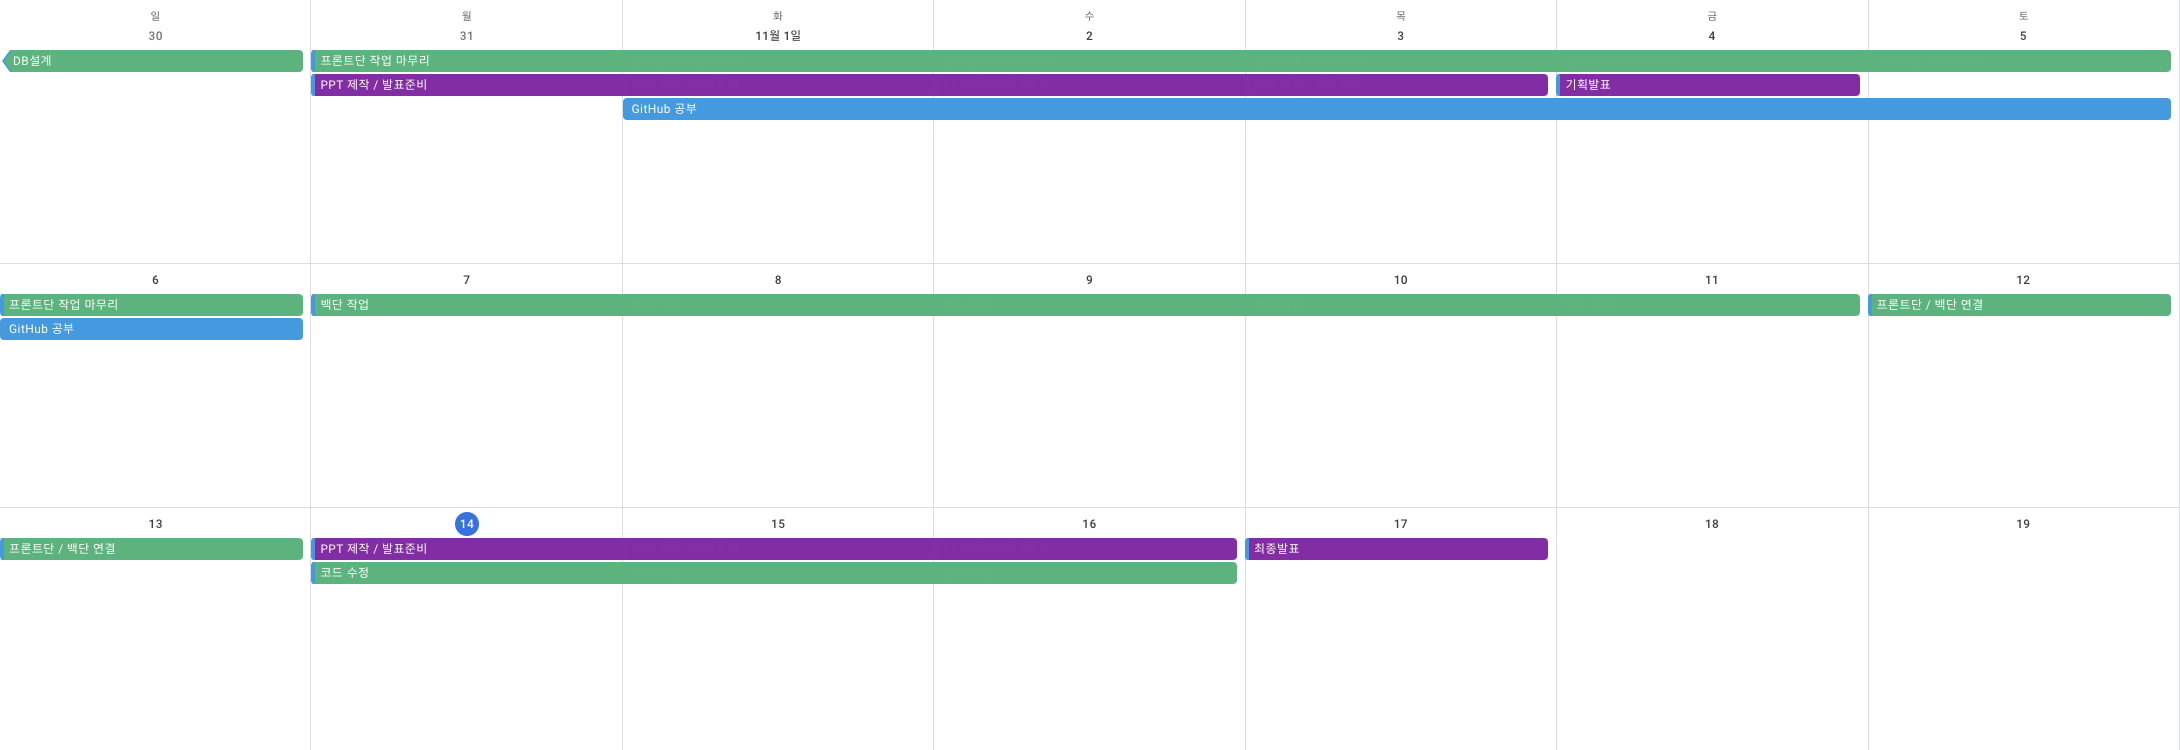 일 월 화 수 목 금 토
30 31 11월 1일 2 3 4 5
DB설계 프론트단 작업 마무리
PPT 제작 / 발표준비 기획발표
GitHub 공부
6 7 8 9 10 11 12
프론트단 작업 마무리 백단 작업 프론트단 / 백단 연결
GitHub 공부
13 14 15 16 17 18 19
프론트단 / 백단 연결 PPT 제작 / 발표준비 최종발표
코드 수정